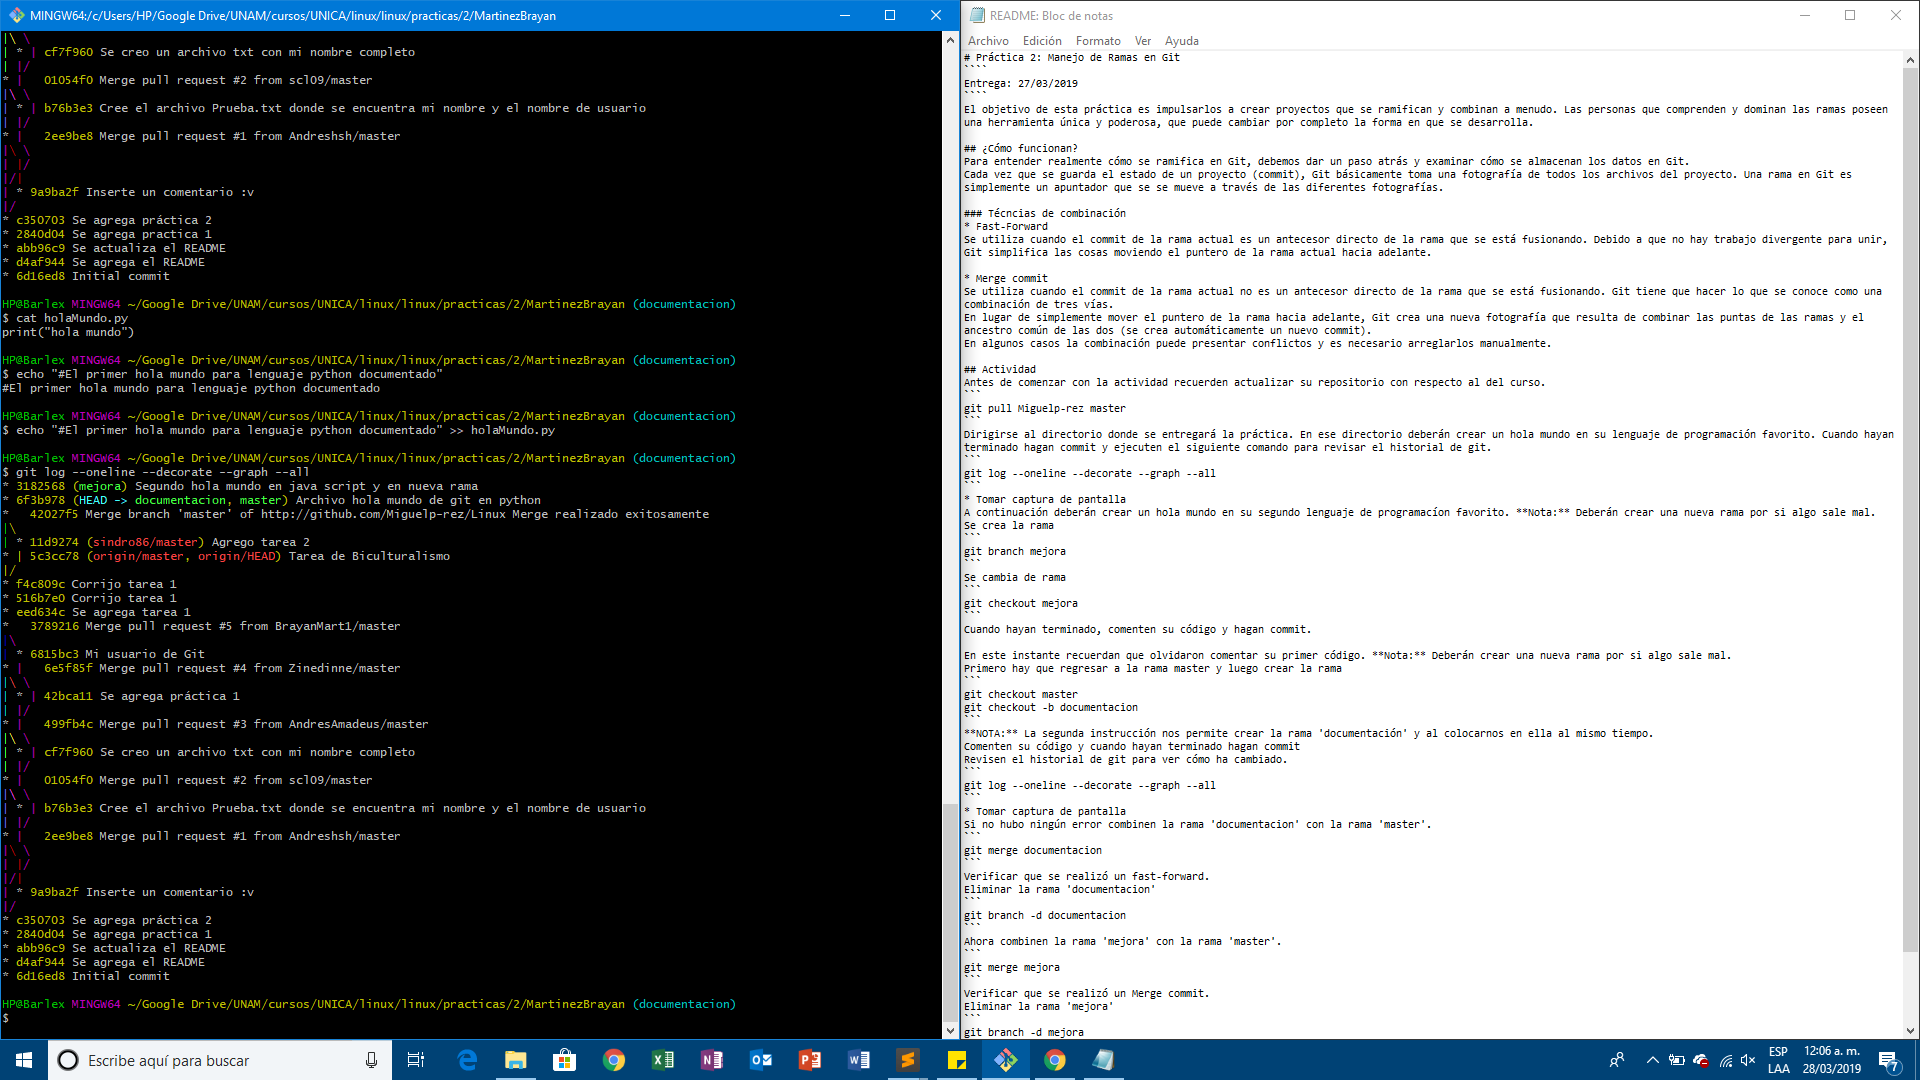 MINGW64:/c/Users/HP/Google Drive/UNAM/cursos/UNICA/linux/linux/practicas/2/MartinezBrayan
|\ \
| * | cf7f960 Se creo un archivo txt con mi nombre completo
| |/
* |   01054f0 Merge pull request #2 from scl09/master
|\ \
| * | b76b3e3 Cree el archivo Prueba.txt donde se encuentra mi nombre y el nombre de usuario
| |/
* |   2ee9be8 Merge pull request #1 from Andreshsh/master
|\ \
| |/
|/|
| * 9a9ba2f Inserte un comentario :v
|/
* c350703 Se agrega práctica 2
* 2840d04 Se agrega practica 1
* abb96c9 Se actualiza el README
* d4af944 Se agrega el README
* 6d16ed8 Initial commit
HP@Barlex MINGW64 ~/Google Drive/UNAM/cursos/UNICA/linux/linux/practicas/2/MartinezBrayan (documentacion)
$ cat holaMundo.py
print("hola mundo")
HP@Barlex MINGW64 ~/Google Drive/UNAM/cursos/UNICA/linux/linux/practicas/2/MartinezBrayan (documentacion)
$ echo "#El primer hola mundo para lenguaje python documentado"
#El primer hola mundo para lenguaje python documentado
HP@Barlex MINGW64 ~/Google Drive/UNAM/cursos/UNICA/linux/linux/practicas/2/MartinezBrayan (documentacion)
$ echo "#El primer hola mundo para lenguaje python documentado" >> holaMundo.py
HP@Barlex MINGW64 ~/Google Drive/UNAM/cursos/UNICA/linux/linux/practicas/2/MartinezBrayan (documentacion)
$ git log --oneline --decorate --graph --all
* 3182568 (mejora) Segundo hola mundo en java script y en nueva rama
* 6f3b978 (HEAD -> documentacion, master) Archivo hola mundo de git en python
*   42027f5 Merge branch 'master' of http://github.com/Miguelp-rez/Linux Merge realizado exitosamente
|\
| * 11d9274 (sindro86/master) Agrego tarea 2
* | 5c3cc78 (origin/master, origin/HEAD) Tarea de Biculturalismo
|/
* f4c809c Corrijo tarea 1
* 516b7e0 Corrijo tarea 1
* eed634c Se agrega tarea 1
*   3789216 Merge pull request #5 from BrayanMart1/master
|\
| * 6815bc3 Mi usuario de Git
* |   6e5f85f Merge pull request #4 from Zinedinne/master
|\ \
| * | 42bca11 Se agrega práctica 1
| |/
* |   499fb4c Merge pull request #3 from AndresAmadeus/master
|\ \
| * | cf7f960 Se creo un archivo txt con mi nombre completo
| |/
* |   01054f0 Merge pull request #2 from scl09/master
|\ \
| * | b76b3e3 Cree el archivo Prueba.txt donde se encuentra mi nombre y el nombre de usuario
| |/
* |   2ee9be8 Merge pull request #1 from Andreshsh/master
|\ \
| |/
|/|
| * 9a9ba2f Inserte un comentario :v
|/
* c350703 Se agrega práctica 2
* 2840d04 Se agrega practica 1
* abb96c9 Se actualiza el README
* d4af944 Se agrega el README
* 6d16ed8 Initial commit
HP@Barlex MINGW64 ~/Google Drive/UNAM/cursos/UNICA/linux/linux/practicas/2/MartinezBrayan (documentacion)
$
README: Bloc de notas
Archivo Edición Formato Ver Ayuda
# Práctica 2: Manejo de Ramas en Git
````
Entrega: 27/03/2019
````
El objetivo de esta práctica es impulsarlos a crear proyectos que se ramifican y combinan a menudo. Las personas que comprenden y dominan las ramas poseen
una herramienta única y poderosa, que puede cambiar por completo la forma en que se desarrolla.
## ¿Cómo funcionan?
Para entender realmente cómo se ramifica en Git, debemos dar un paso atrás y examinar cómo se almacenan los datos en Git.
Cada vez que se guarda el estado de un proyecto (commit), Git básicamente toma una fotografía de todos los archivos del proyecto. Una rama en Git es
simplemente un apuntador que se se mueve a través de las diferentes fotografías.
### Técncias de combinación
* Fast-Forward
Se utiliza cuando el commit de la rama actual es un antecesor directo de la rama que se está fusionando. Debido a que no hay trabajo divergente para unir,
Git simplifica las cosas moviendo el puntero de la rama actual hacia adelante.
* Merge commit
Se utiliza cuando el commit de la rama actual no es un antecesor directo de la rama que se está fusionando. Git tiene que hacer lo que se conoce como una
combinación de tres vías.
En lugar de simplemente mover el puntero de la rama hacia adelante, Git crea una nueva fotografía que resulta de combinar las puntas de las ramas y el
ancestro común de las dos (se crea automáticamente un nuevo commit).
En algunos casos la combinación puede presentar conflictos y es necesario arreglarlos manualmente.
## Actividad
Antes de comenzar con la actividad recuerden actualizar su repositorio con respecto al del curso.
```
git pull Miguelp-rez master
```
Dirigirse al directorio donde se entregará la práctica. En ese directorio deberán crear un hola mundo en su lenguaje de programación favorito. Cuando hayan
terminado hagan commit y ejecuten el siguiente comando para revisar el historial de git.
```
git log --oneline --decorate --graph --all
```
* Tomar captura de pantalla
A continuación deberán crear un hola mundo en su segundo lenguaje de programacíon favorito. **Nota:** Deberán crear una nueva rama por si algo sale mal.
Se crea la rama
```
git branch mejora
```
Se cambia de rama
```
git checkout mejora
```
Cuando hayan terminado, comenten su código y hagan commit.
En este instante recuerdan que olvidaron comentar su primer código. **Nota:** Deberán crear una nueva rama por si algo sale mal.
Primero hay que regresar a la rama master y luego crear la rama
```
git checkout master
git checkout -b documentacion
```
**NOTA:** La segunda instrucción nos permite crear la rama 'documentación' y al colocarnos en ella al mismo tiempo.
Comenten su código y cuando hayan terminado hagan commit
Revisen el historial de git para ver cómo ha cambiado.
```
git log --oneline --decorate --graph --all
```
* Tomar captura de pantalla
Si no hubo ningún error combinen la rama 'documentacion' con la rama 'master'.
```
git merge documentacion
```
Verificar que se realizó un fast-forward.
Eliminar la rama 'documentacion'
```
git branch -d documentacion
```
Ahora combinen la rama 'mejora' con la rama 'master'.
```
git merge mejora
```
Verificar que se realizó un Merge commit.
Eliminar la rama 'mejora'
```
git branch -d mejora
Escribe aquí para buscar
ESP
LAA
12:06 a. m.
28/03/2019
7